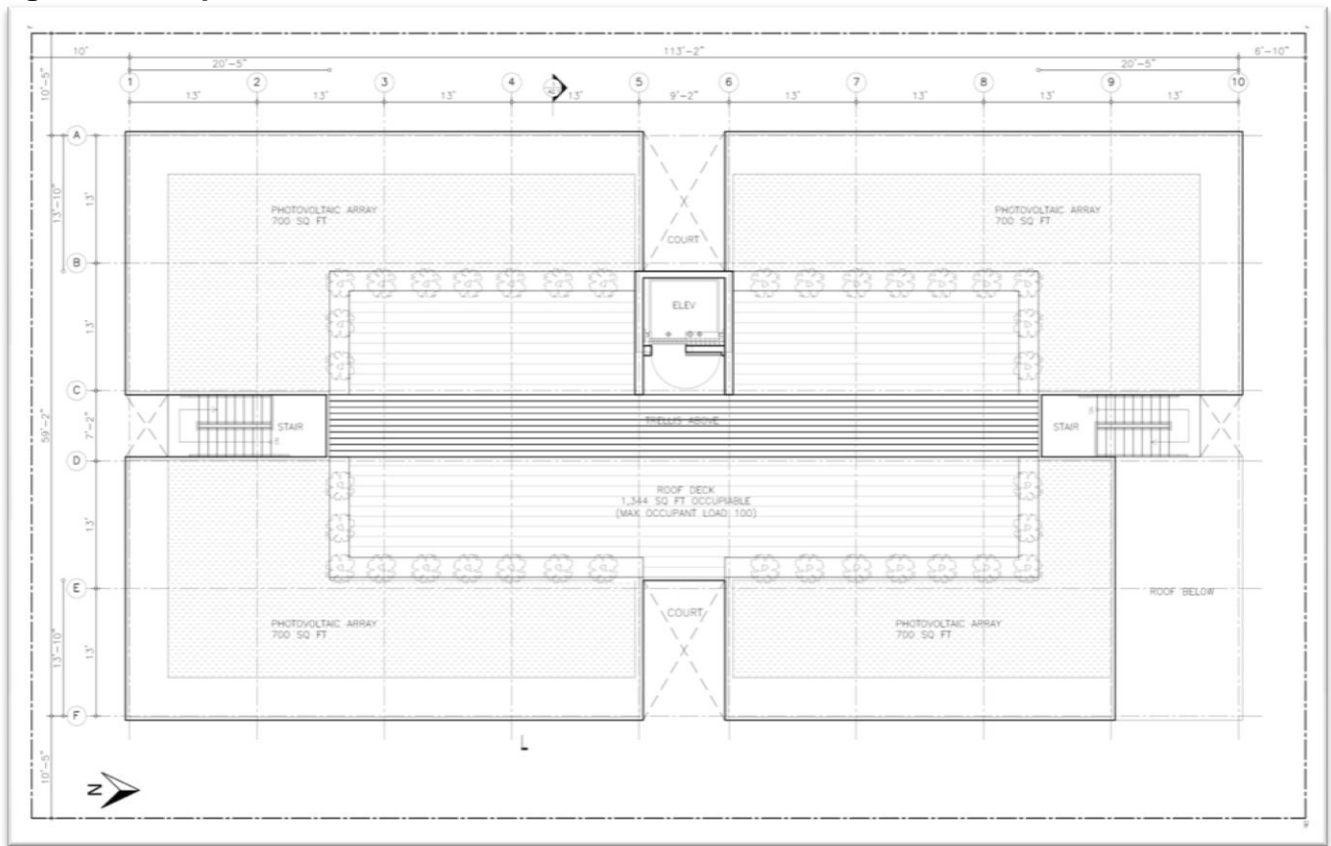 10"
113'-2"
6'-10"
20'-5"
20'-5"
10'-5"
1
2
3
4
5
6
7
8
9
10
13'
13'
13'
13'
9'-2"
13'
13'
13'
13'
A
B
C
D
E
F
13'-10"
13'
13'
59'-2"
7'-2"
13'
13'-10"
13'
10'-5"
PHOTOVOLTAIC ARRAY
700 SQ FT
PHOTOVOLTAIC ARRAY
700 SQ FT
COURT
ELEV
STAIR
TRELLIS ABOVE
STAIR
ROOF DECK
1,344 SQ FT OCCUPIABLE
(MAX OCCUPANT LOAD 100)
COURT
ROOF BELOW
PHOTOVOLTAIC ARRAY
700 SQ FT
PHOTOVOLTAIC ARRAY
700 SQ FT
N